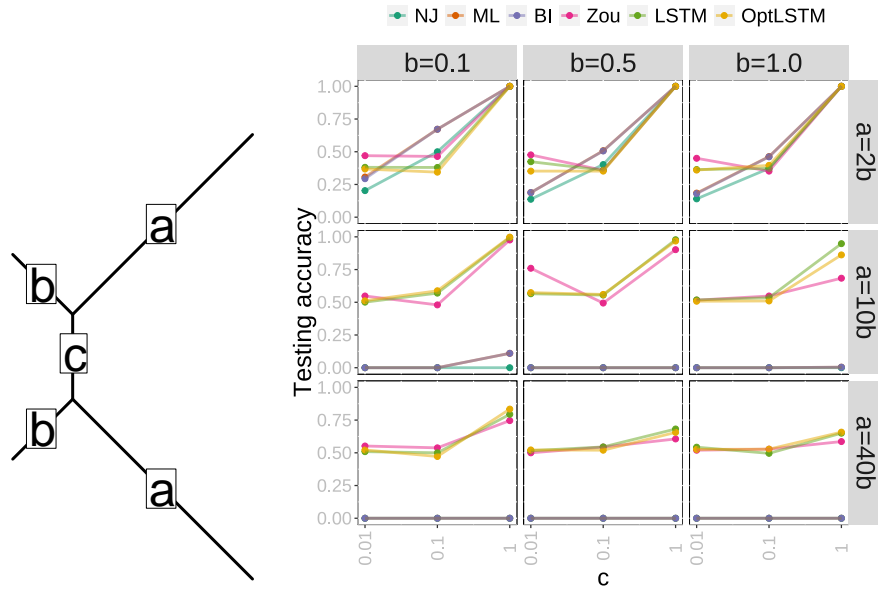 NJ ML BI Zou LSTM OptLSTM
b=0.1 b=0.5 b=1.0
a
b
c
b
a
Testing accuracy
1.00
0.75
0.50
0.25
0.00
a=2b
1.00
0.75
0.50
0.25
0.00
a=10b
1.00
0.75
0.50
0.25
0.00
a=40b
0.01 0.1 1 0.01 0.1 1 0.01 0.1 1
c